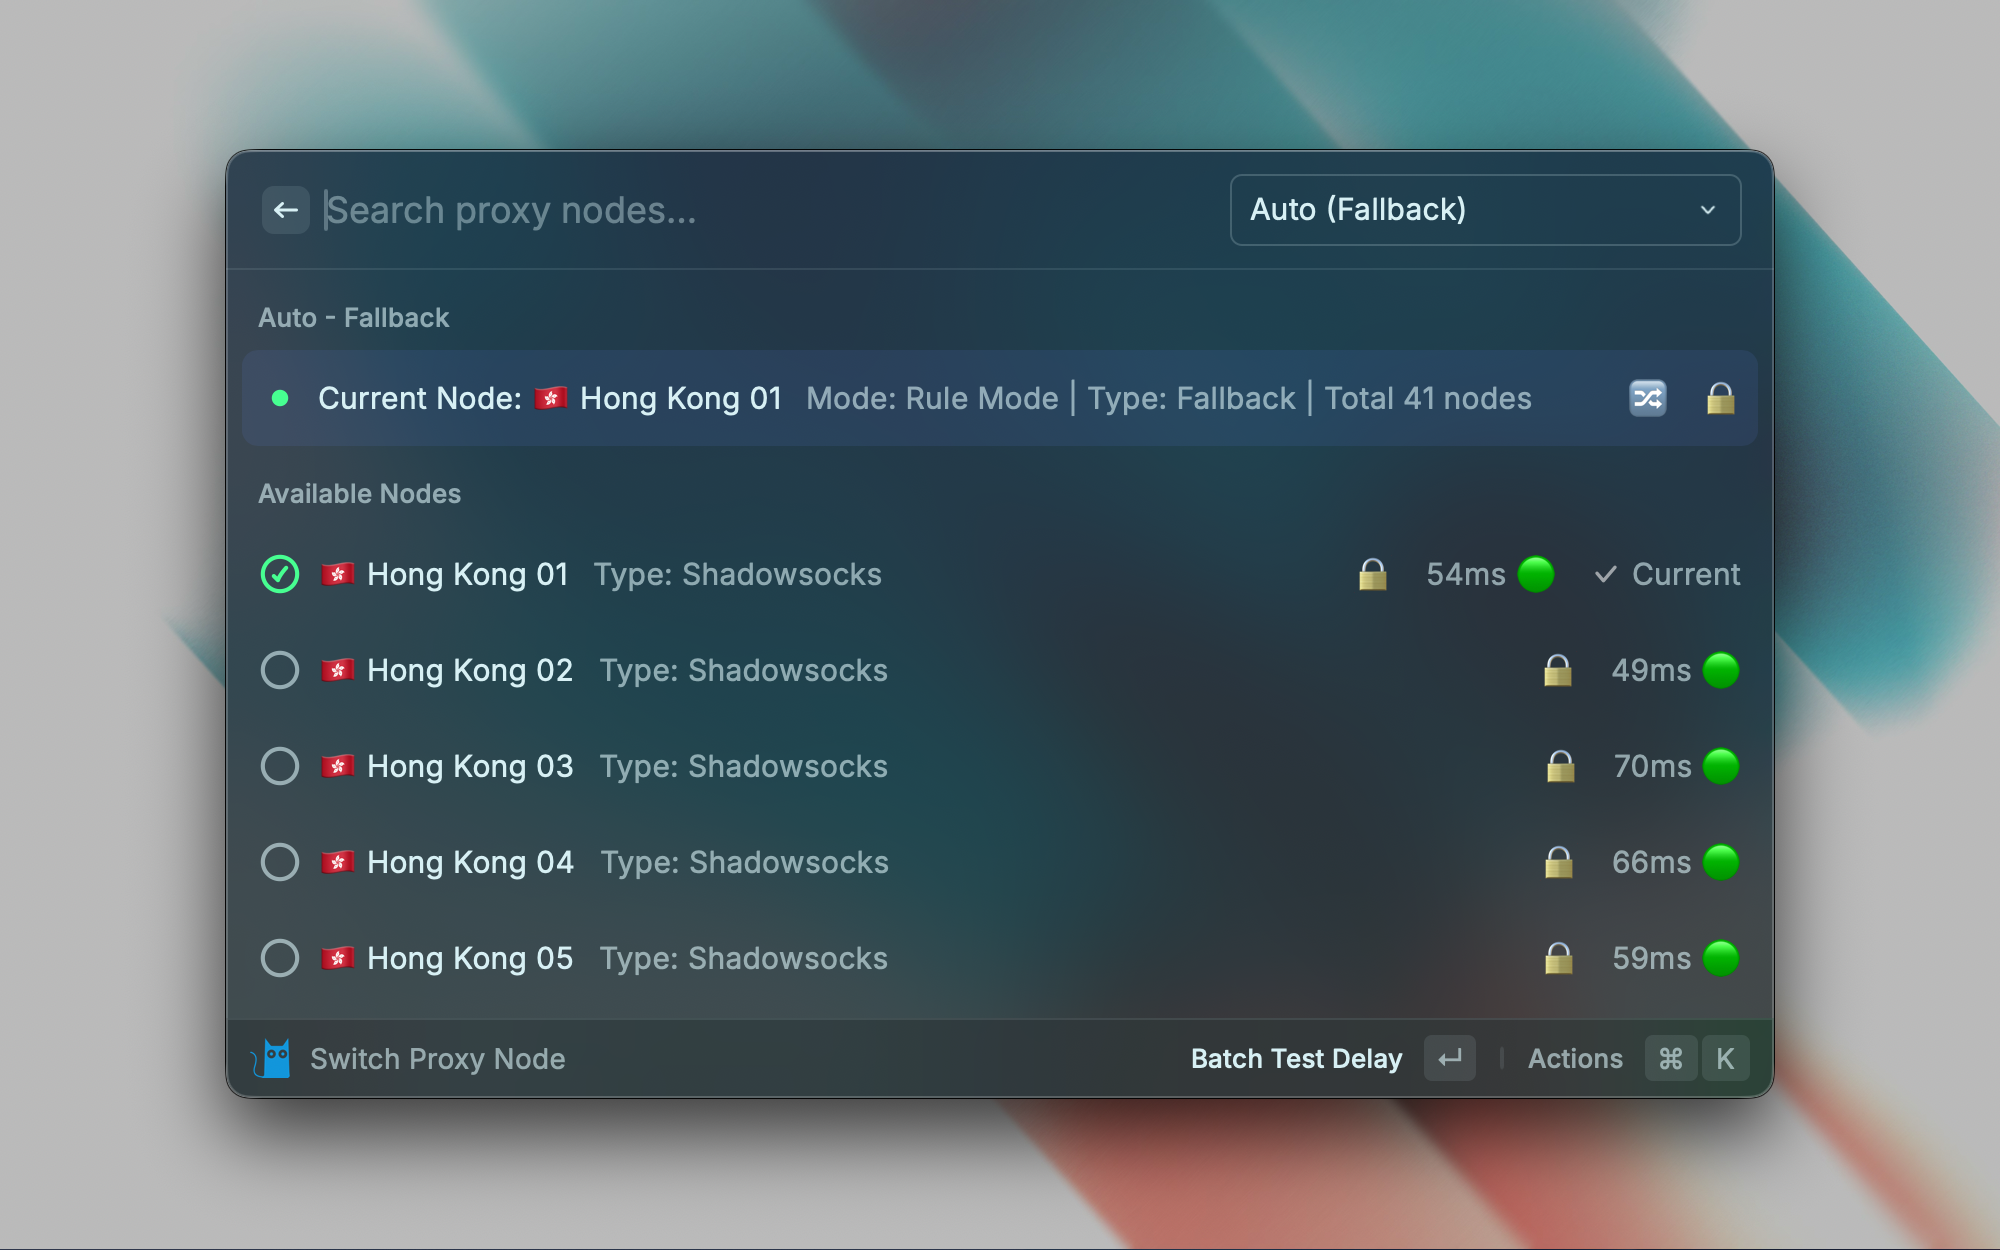 Search proxy nodes...
Auto (Fallback)
Auto - Fallback
Current Node: 🇭🇰 Hong Kong 01 Mode: Rule Mode | Type: Fallback | Total 41 nodes
Available Nodes
🇭🇰 Hong Kong 01 Type: Shadowsocks 54ms ✓ Current
🇭🇰 Hong Kong 02 Type: Shadowsocks 49ms
🇭🇰 Hong Kong 03 Type: Shadowsocks 70ms
🇭🇰 Hong Kong 04 Type: Shadowsocks 66ms
🇭🇰 Hong Kong 05 Type: Shadowsocks 59ms
Switch Proxy Node Batch Test Delay ↵ Actions ⌘ K